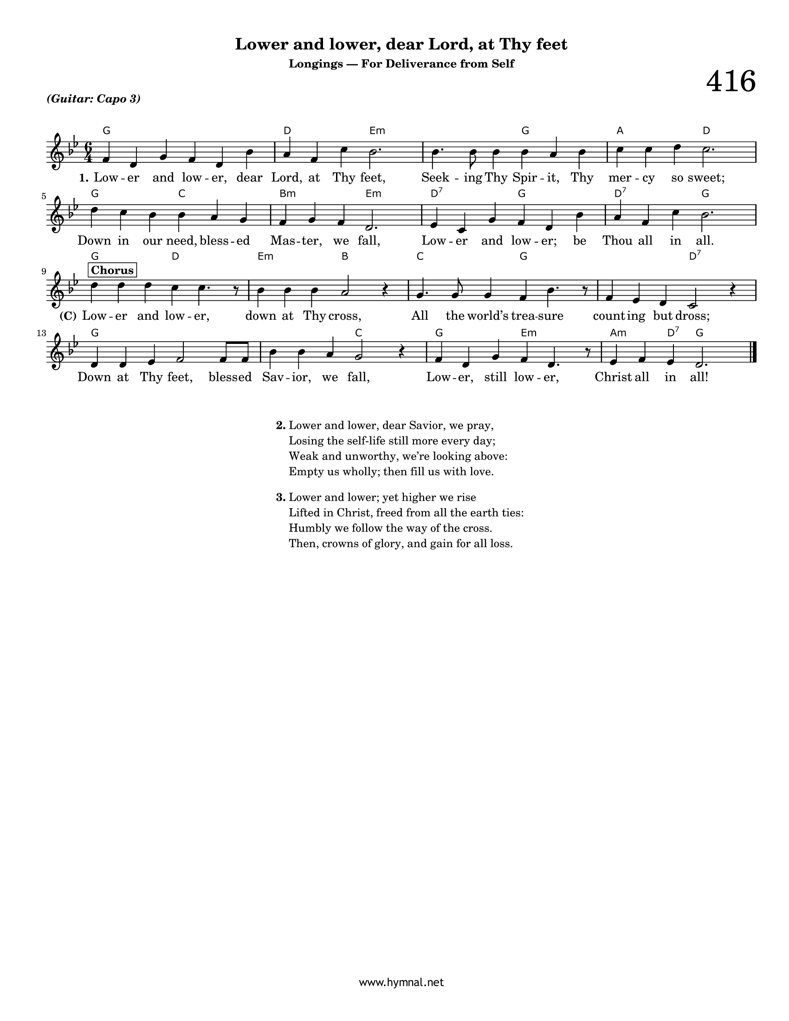 Lower and lower, dear Lord, at Thy feet
Longings — For Deliverance from Self
416
(Guitar: Capo 3)
G D Em G A D
6
4
1. Low - er and low - er, dear Lord, at Thy feet, Seek - ing Thy Spir - it, Thy mer - cy so sweet;
5 G C Bm Em D7 G D7 G
Down in our need, bless - ed Mas - ter, we fall, Low - er and low - er; be Thou all in all.
G D Em B C G D7
9 Chorus
(C) Low - er and low - er, down at Thy cross, All the world's trea - sure counting but dross;
13 G C G Em Am D7 G
Down at Thy feet, blessed Sav - ior, we fall, Low - er, still low - er, Christ all in all!
2. Lower and lower, dear Savior, we pray,
Losing the self-life still more every day;
Weak and unworthy, we're looking above:
Empty us wholly; then fill us with love.
3. Lower and lower; yet higher we rise
Lifted in Christ, freed from all the earth ties:
Humbly we follow the way of the cross.
Then, crowns of glory, and gain for all loss.
www.hymnal.net